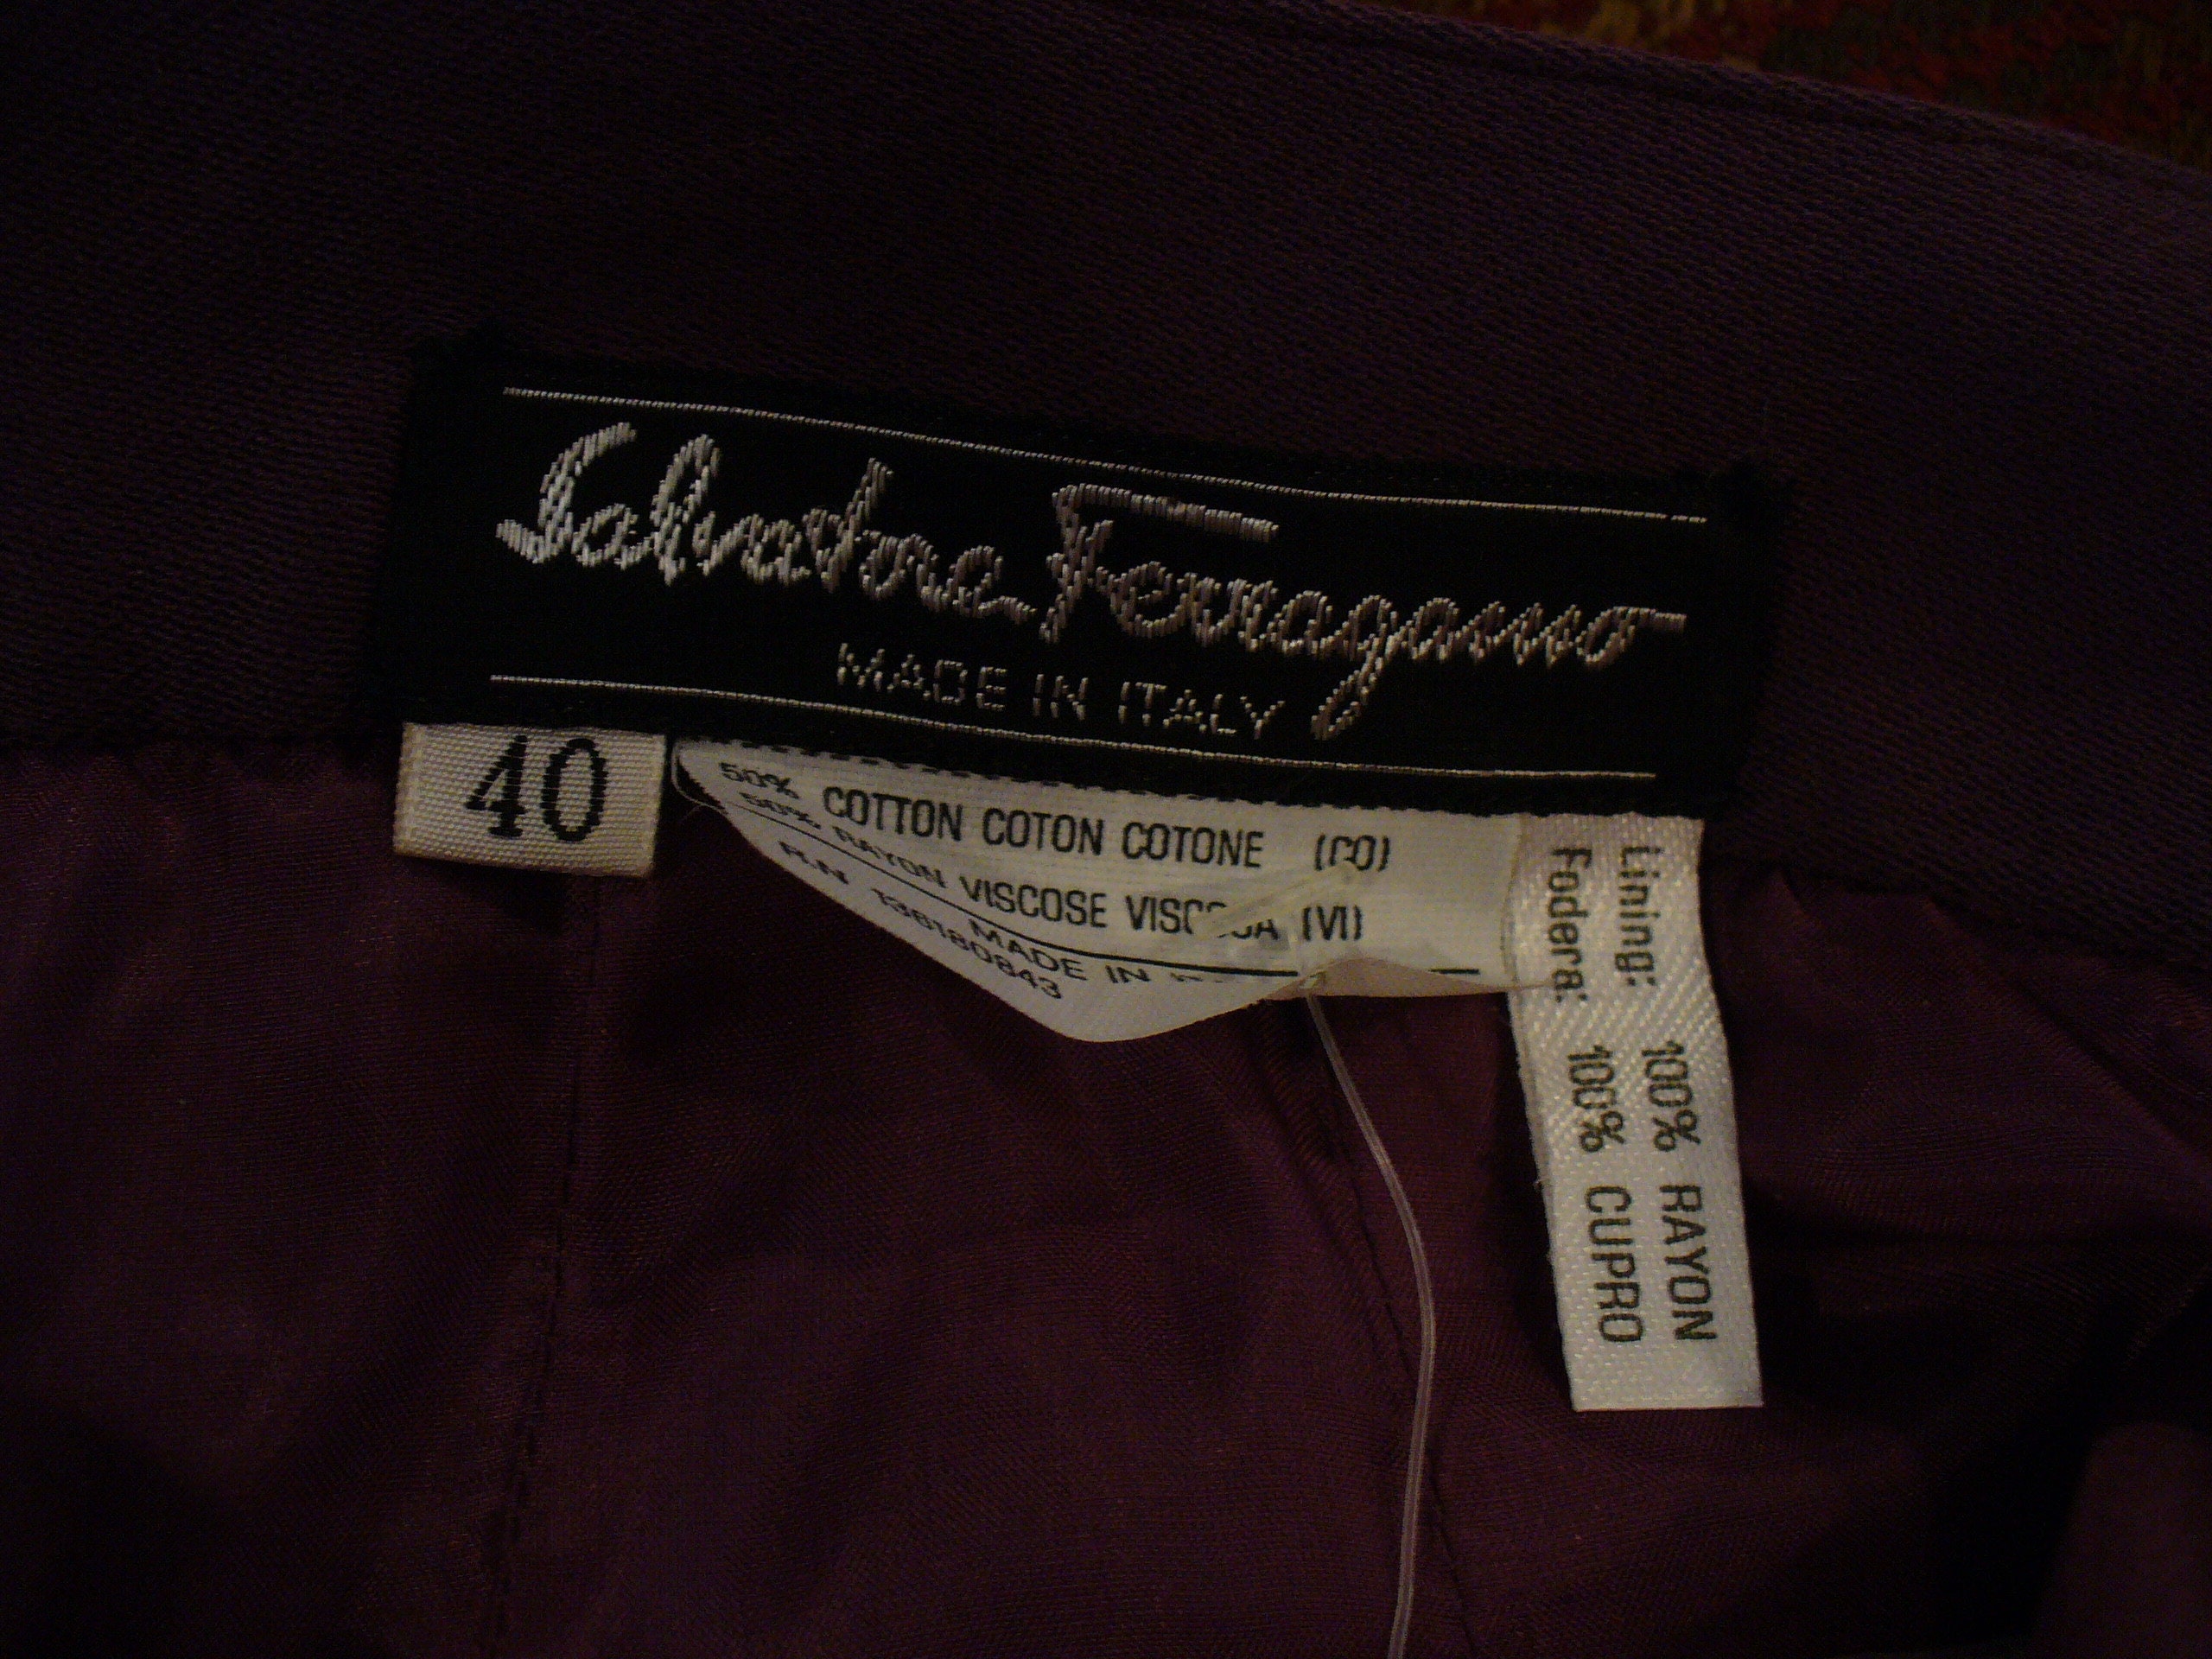 Salvatore Ferragamo
MADE IN ITALY
40
50% COTTON COTON COTONE (CO)
50% RAYON VISCOSE (VI)
MADE IN
R.N
Lining: 100% RAYON
Fodera: 100% CUPRO